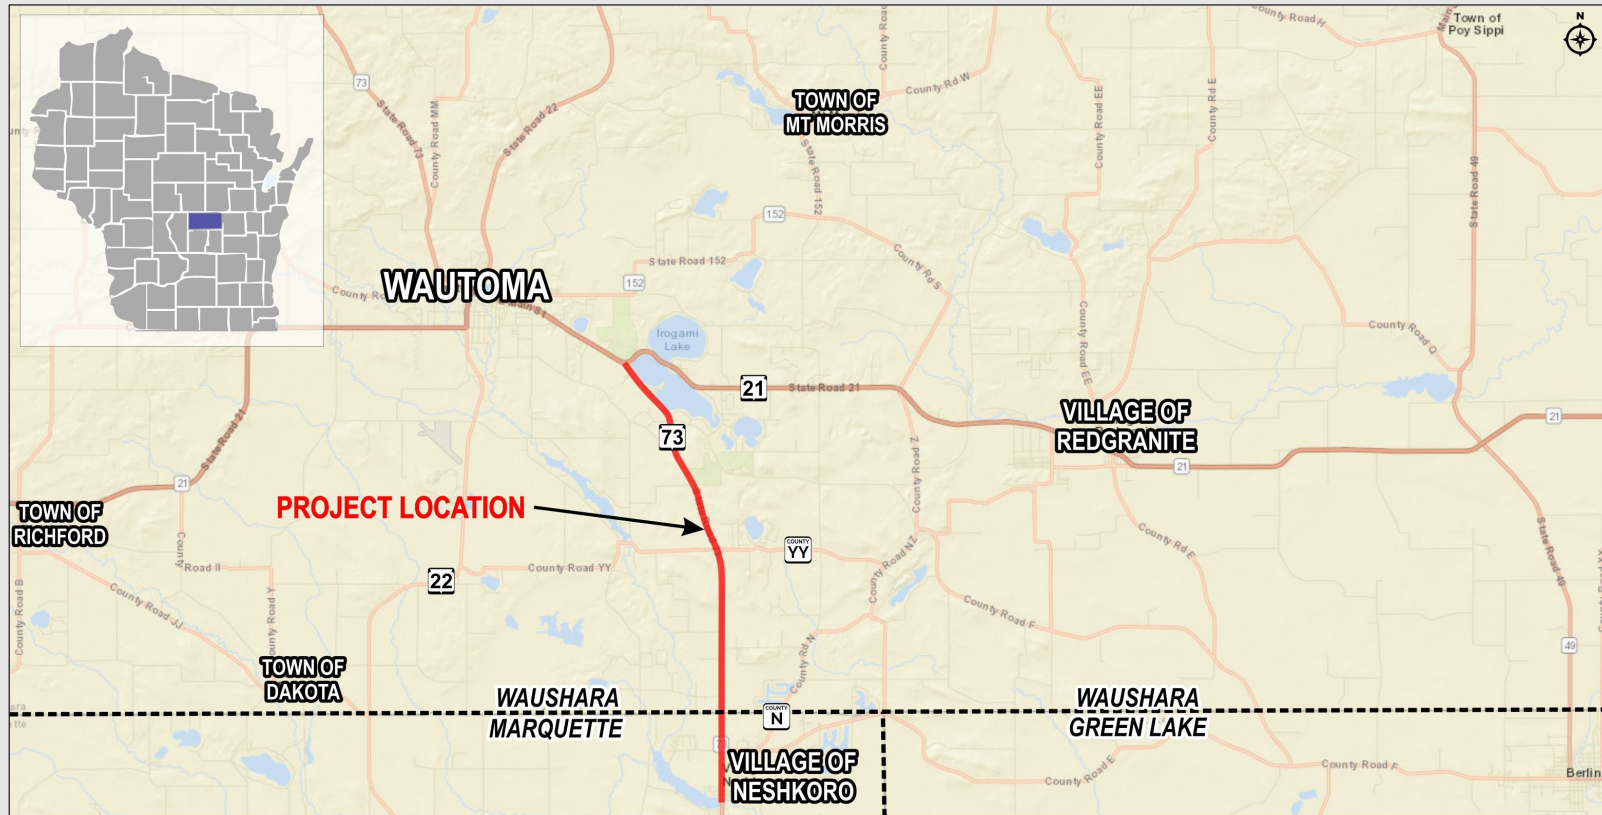 N
Town of
Poy Sippi
County Road H
County Road
73
State Road 73
County Road MM
State Road 22
County Rd W
TOWN OF
MT MORRIS
State Road 152
County Road EE
County Rd E
State Road 49
152
State Road 152
152
County Rd S
WAUTOMA
Main St
Irogami
Lake
21
State Road 21
County Road EE
County Road Q
VILLAGE OF
REDGRANITE
21
21
73
State Road 21
21
PROJECT LOCATION
TOWN OF
RICHFORD
County
Road II
County Road Z
County Road NZ
COUNTY
YY
County Road YY
22
County Rd E
State Road 49
County Road B
County Road JJ
County Road Y
County Road F
49
County Rd N
TOWN OF
DAKOTA
WAUSHARA
MARQUETTE
COUNTY
N
WAUSHARA
GREEN LAKE
73
VILLAGE OF
NESHKORO
County Road E
County Road F
Berlin